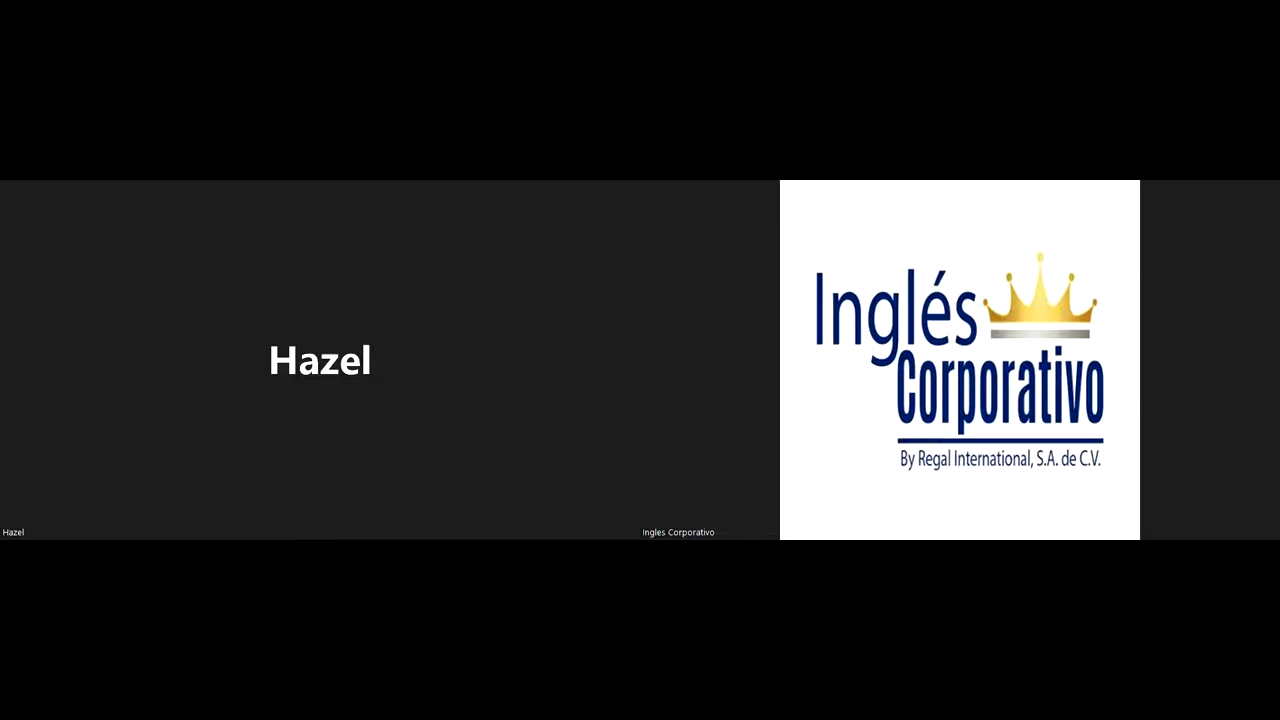 Hazel
Hazel
Inglés
Corporativo
By Regal International, S.A. de C.V.
Ingles Corporativo